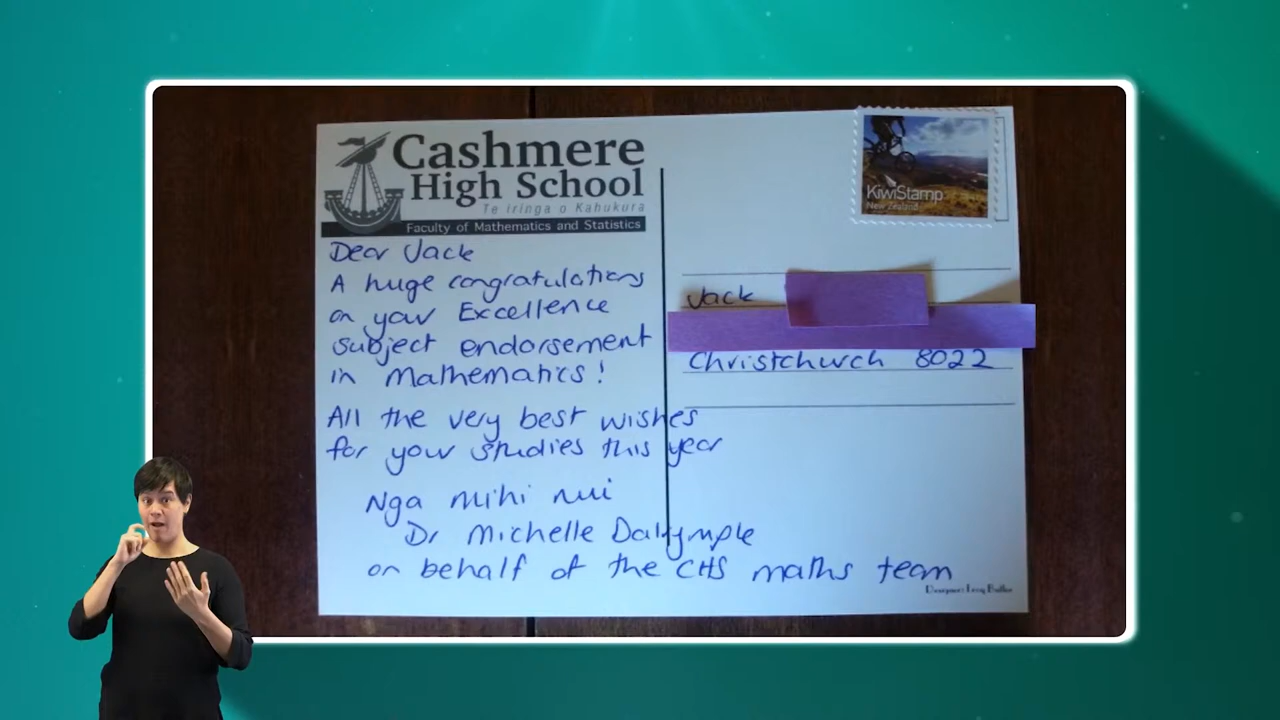 Cashmere
High School
Te iringa o Kahukura
Faculty of Mathematics and Statistics
Dear Jack
A huge congratulations
on your Excellence
subject endorsement
in Mathematics!
All the very best wishes
for your studies this year
Nga mihi nui
Dr Michelle Dalrymple
on behalf of the CHS maths team
KiwiStamp
New Zealand
Jack
Christchurch 8022